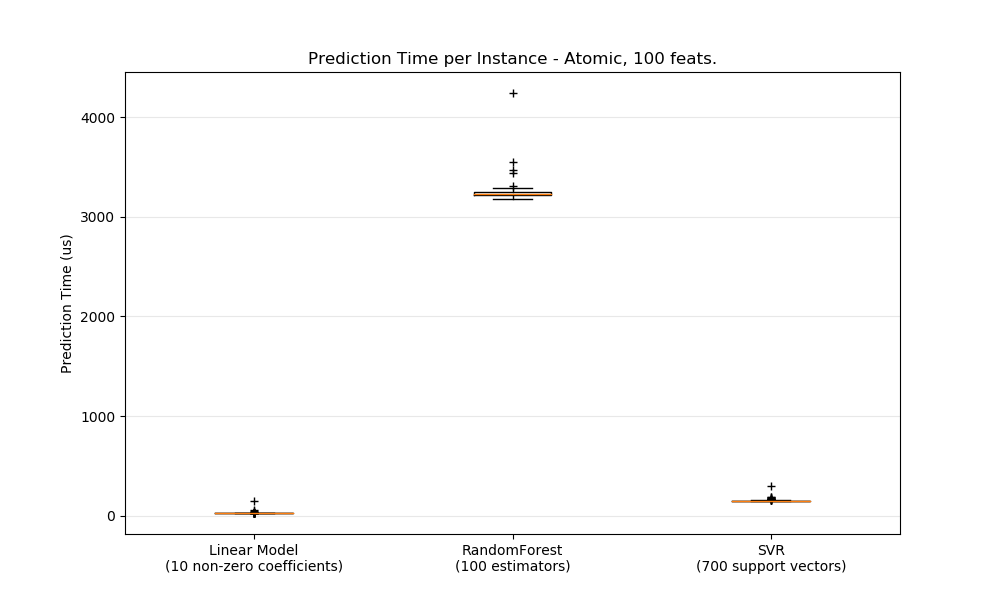 Prediction Time per Instance - Atomic, 100 feats.
Prediction Time (us)
4000
3000
2000
1000
0
Linear Model
(10 non-zero coefficients)
RandomForest
(100 estimators)
SVR
(700 support vectors)